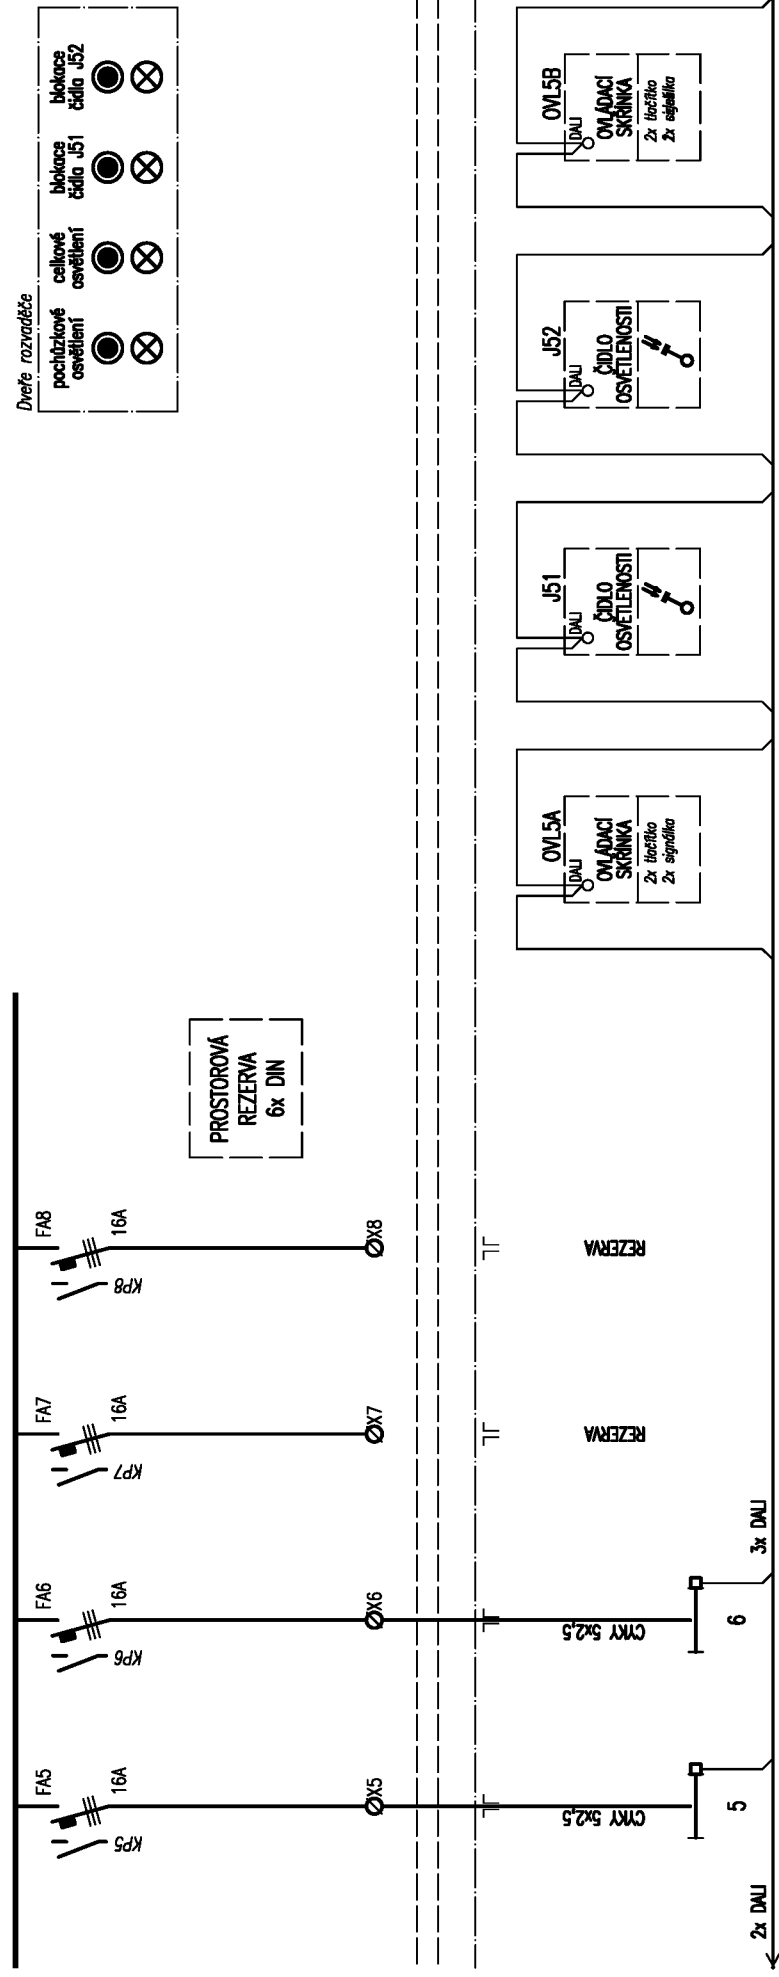 FA5
16A
KP5
X5
CYKY 5x2,5
5
2x DALI
FA6
16A
KP6
X6
CYKY 5x2,5
6
3x DALI
FA7
16A
KP7
X7
REZERVA
FA8
16A
KP8
X8
REZERVA
PROSTOROVÁ
REZERVA
6x DIN
OVL5A
DALI
OVLÁDACÍ
SKŘÍŇKA
2x tlačítko
2x signálka
J51
DALI
ČIDLO
OSVĚTLENOSTI
J52
DALI
ČIDLO
OSVĚTLENOSTI
OVL5B
DALI
OVLÁDACÍ
SKŘÍŇKA
2x tlačítko
2x
Dveře rozvaděče
pochůzkové
osvětlení
celkové
osvětlení
blokace
čidla J51
blokace
čidla J52